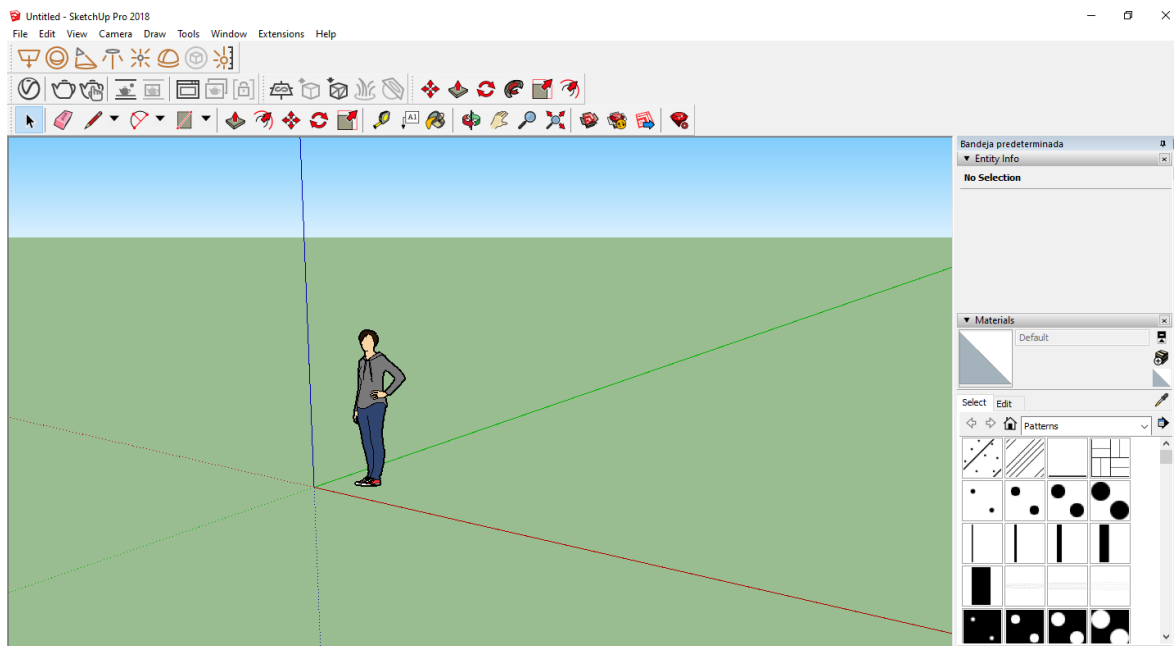 Untitled - SketchUp Pro 2018
File Edit View Camera Draw Tools Window Extensions Help
A1
Bandeja predeterminada
Entity Info
No Selection
Materials
Default
Select Edit
Patterns